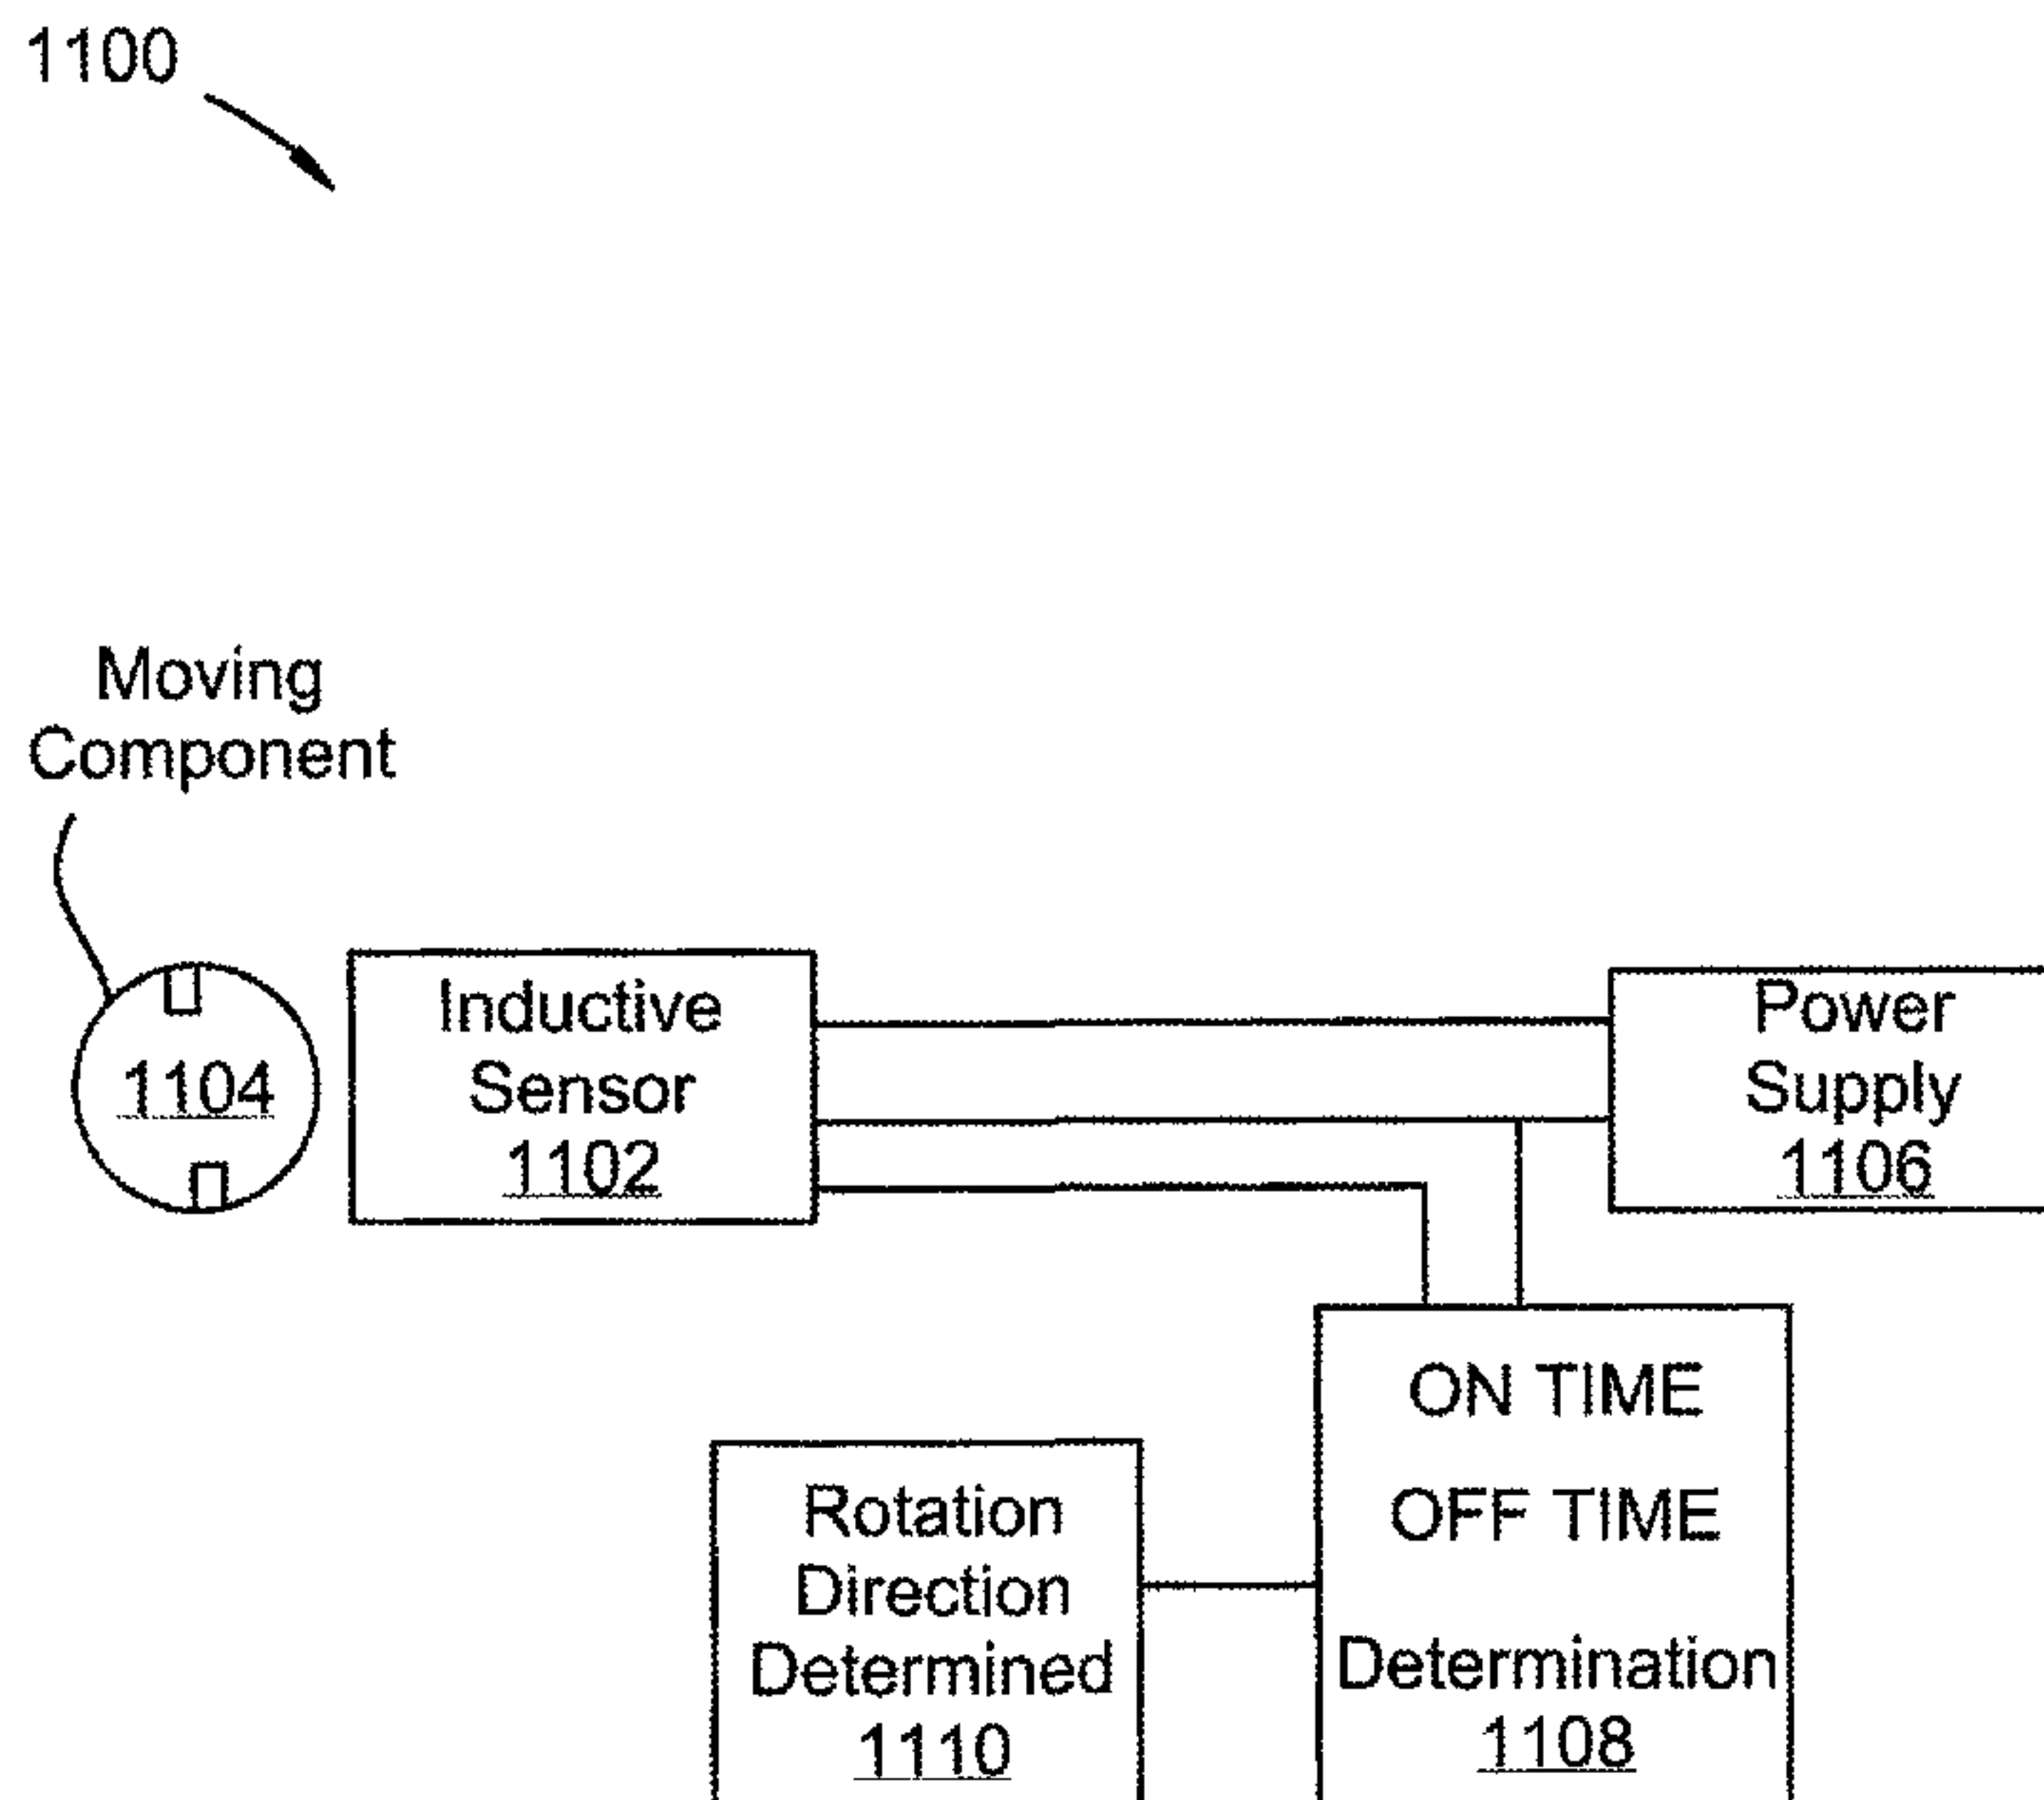 1100
Moving
Component
1104
Inductive
Sensor
1102
Power
Supply
1106
ON TIME
OFF TIME
Determination
1108
Rotation
Direction
Determined
1110